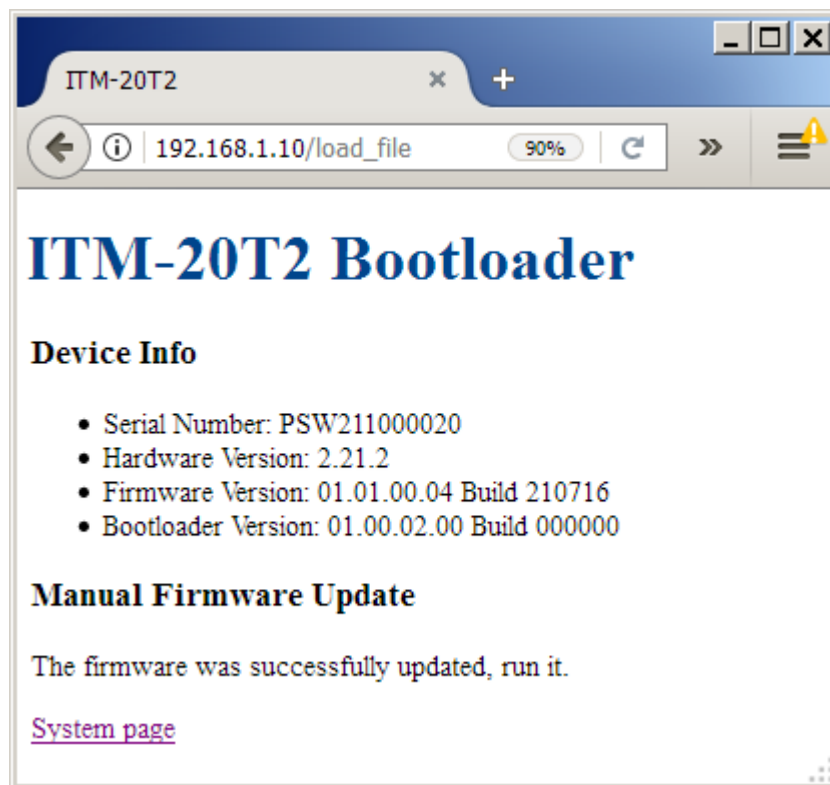 ITM-20T2
192.168.1.10/load_file 90%
ITM-20T2 Bootloader
Device Info
Serial Number: PSW211000020
Hardware Version: 2.21.2
Firmware Version: 01.01.00.04 Build 210716
Bootloader Version: 01.00.02.00 Build 000000
Manual Firmware Update
The firmware was successfully updated, run it.
System page